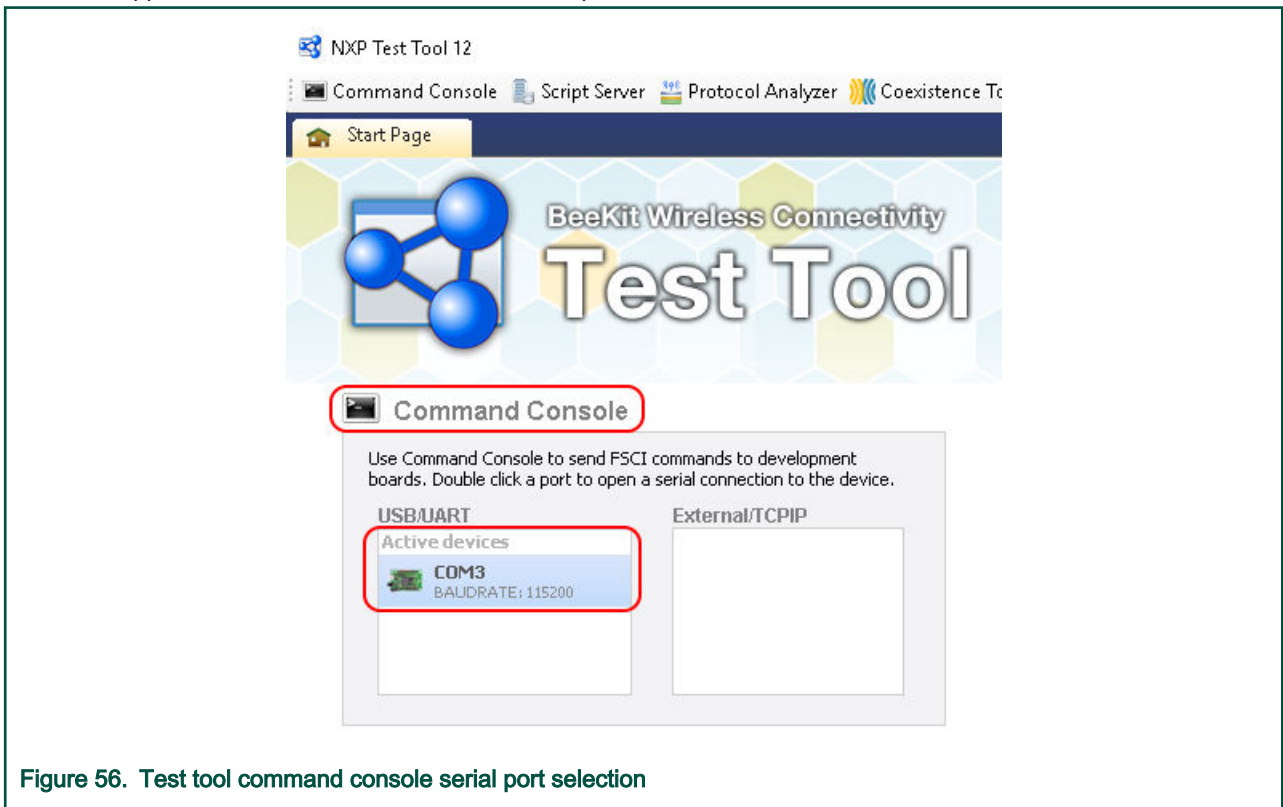 NXP Test Tool 12
Command Console Script Server Protocol Analyzer Coexistence To
Start Page
BeeKit Wireless Connectivity
Test Tool
Command Console
Use Command Console to send FSCI commands to development
boards. Double click a port to open a serial connection to the device.
USB/UART External/TCPIP
Active devices
COM3
BAUDRATE: 115200
Figure 56. Test tool command console serial port selection